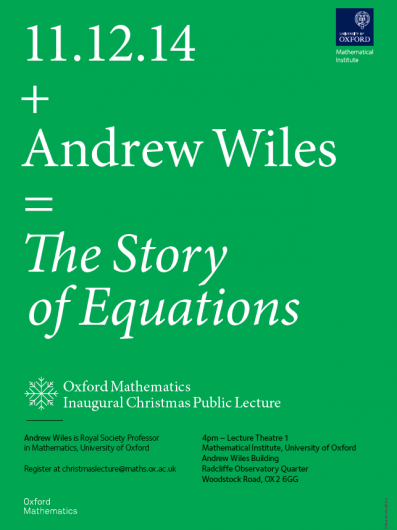 11.12.14
UNIVERSITY OF
OXFORD
Mathematical
Institute
+
Andrew Wiles
=
The Story
of Equations
Oxford Mathematics
Inaugural Christmas Public Lecture
Andrew Wiles is Royal Society Professor
in Mathematics, University of Oxford
Register at christmaslecture@maths.ox.ac.uk
4pm – Lecture Theatre 1
Mathematical Institute, University of Oxford
Andrew Wiles Building
Radcliffe Observatory Quarter
Woodstock Road, OX2 6GG
Oxford
Mathematics